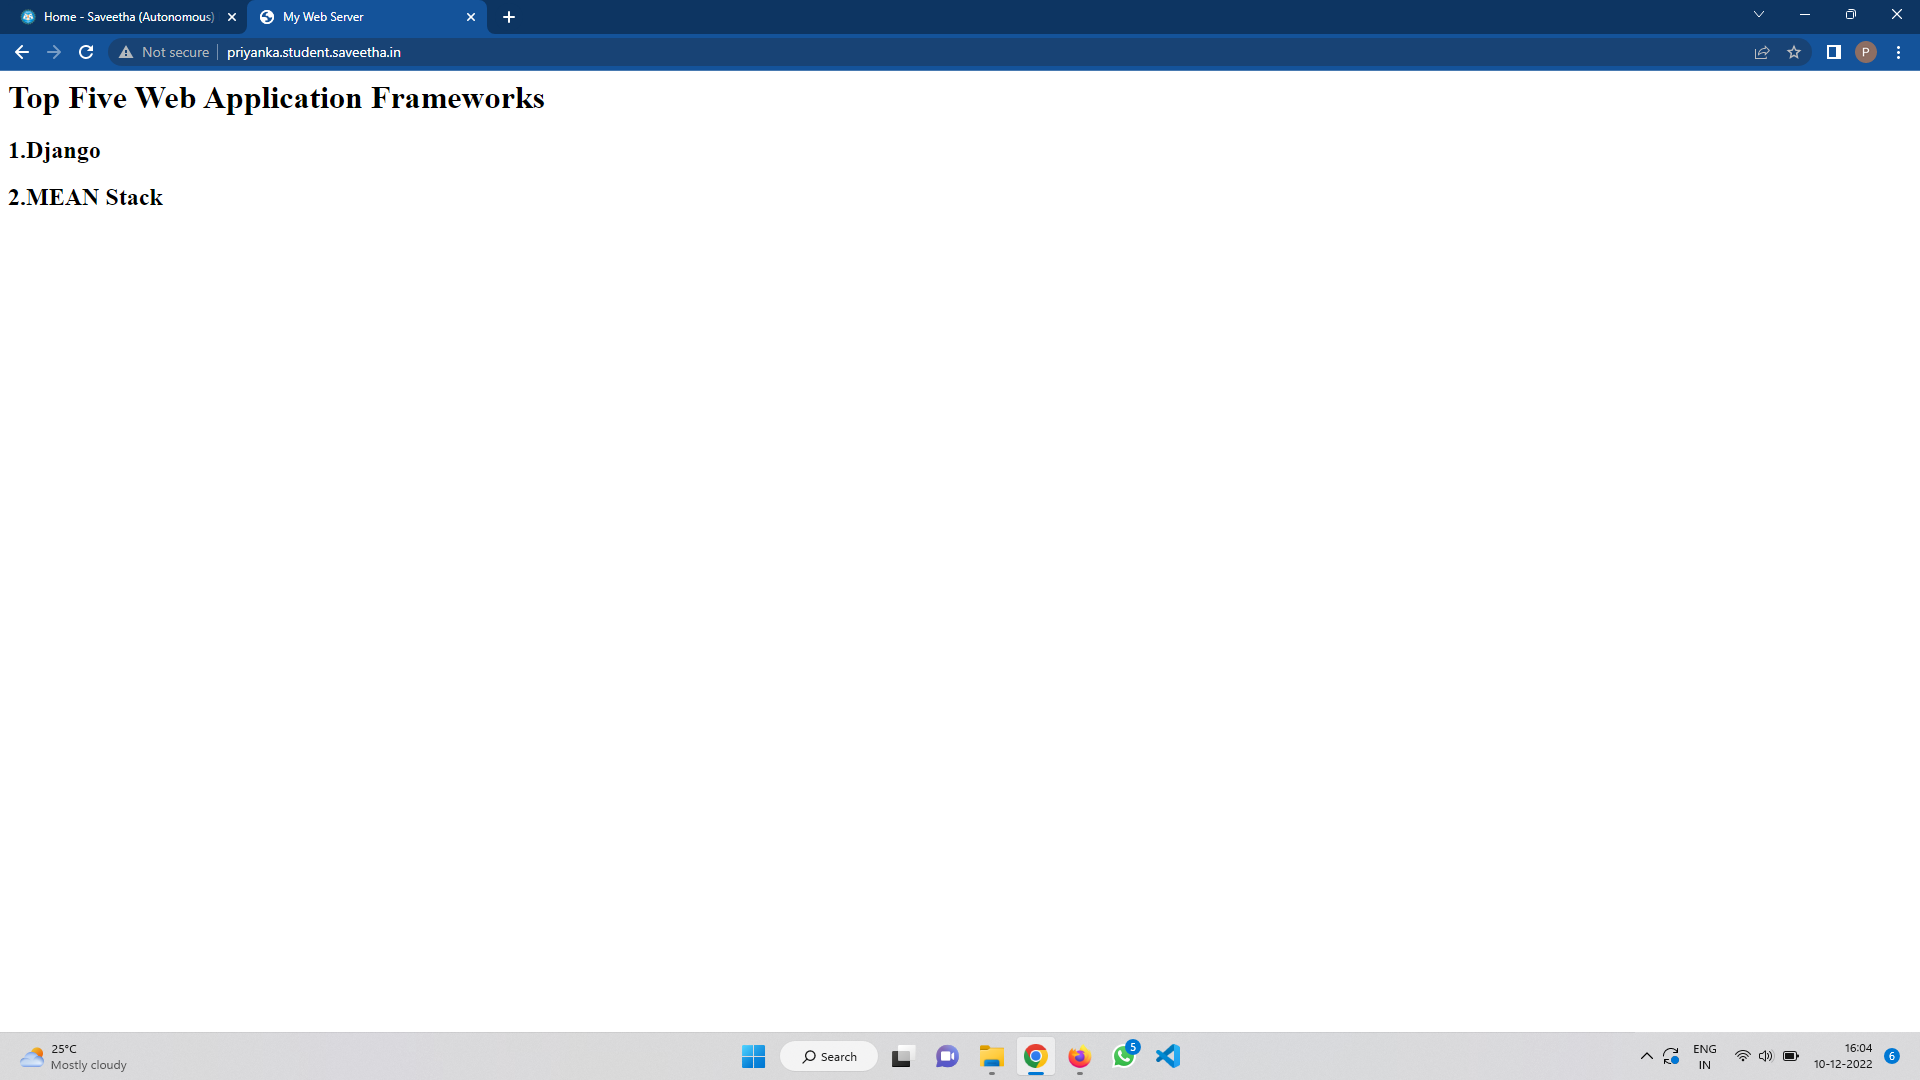 Home - Saveetha (Autonomous)
My Web Server
Not secure
priyanka.student.saveetha.in
P
Top Five Web Application Frameworks
1.Django
2.MEAN Stack
25°C
Mostly cloudy
Search
5
ENG
IN
16:04
10-12-2022
6